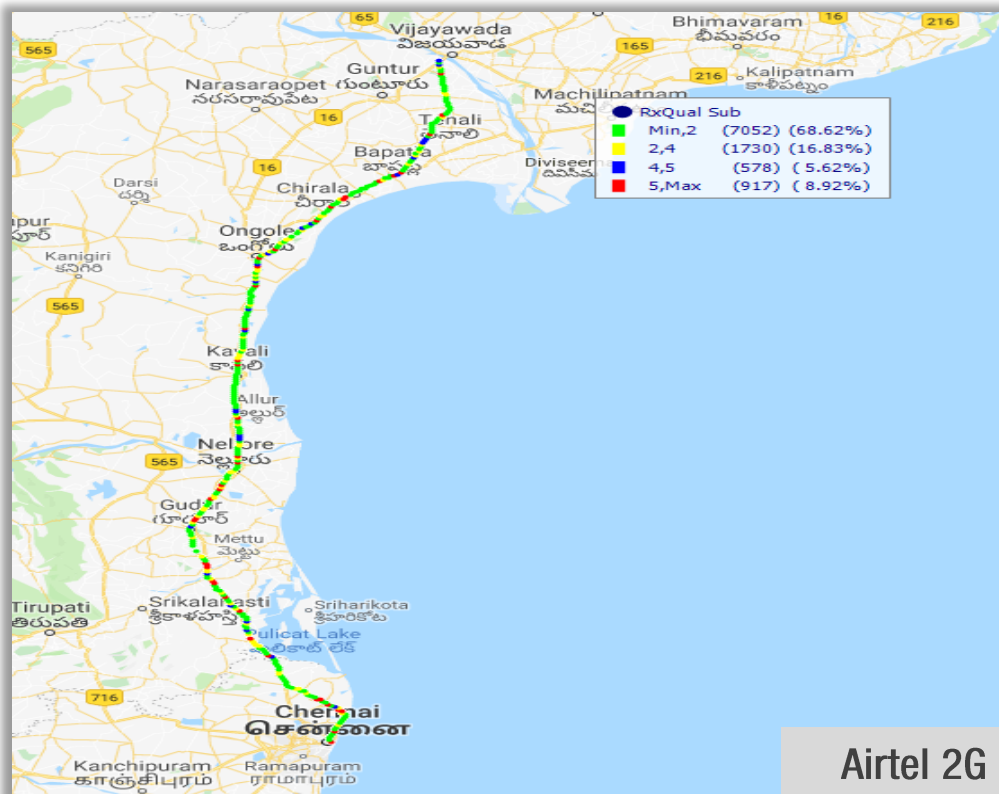 65
16
216
Vijayawada
విజయవాడ
Bhimavaram
భీమవరం
565
165
Guntur
గుంటూరు
216
Kalipatnam
కాళీపట్నం
Narasaraopet
నరసరావుపేట
Machilipatnam
16
RxQual Sub
Min,2 (7052) (68.62%)
2,4 (1730) (16.83%)
4,5 (578) ( 5.62%)
5,Max (917) ( 8.92%)
Tenali
Bapatla
16
Darsi
దర్శి
Chirala
చీరాల
Ongole
ఒంగోలు
Kanigiri
కనిగిరి
565
Kavali
కావలి
Allur
Nellore
నెల్లూరు
565
Gudur
Mettu
మెట్టు
Tirupati
తిరుపతి
Srikalahasti
శ్రీకాళహస్తి
Sriharikota
శ్రీహరికోట
Pulicat Lake
716
Chennai
சென்னை
Kanchipuram
காஞ்சிபுரம்
Ramapuram
ராமாபுரம்
Airtel 2G